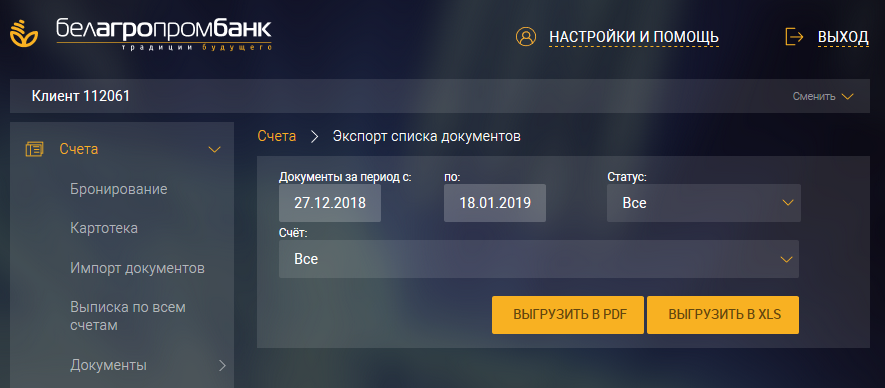 белагропромбанк
традиции будущего
НАСТРОЙКИ И ПОМОЩЬ
ВЫХОД
Клиент 112061
Сменить
Счета
Бронирование
Картотека
Импорт документов
Выписка по всем
счетам
Документы
Счета
Экспорт списка документов
Документы за период с:
по:
Статус:
27.12.2018
18.01.2019
Все
Счёт:
Все
ВЫГРУЗИТЬ В PDF
ВЫГРУЗИТЬ В XLS